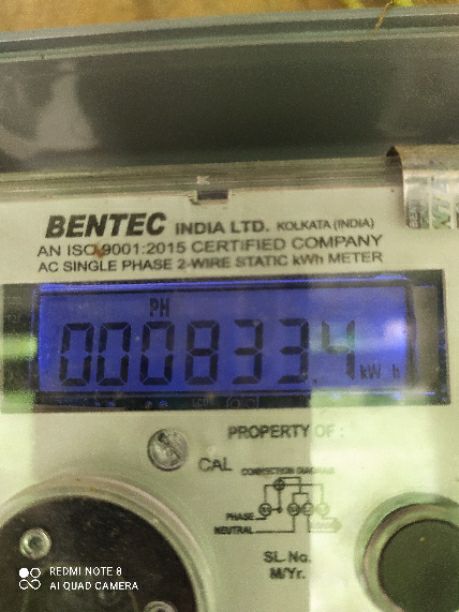 BENTEC INDIA LTD. KOLKATA (INDIA)
AN ISO 9001:2015 CERTIFIED COMPANY
AC SINGLE PHASE 2-WIRE STATIC kWh METER
PH
000833.4 kW h
PROPERTY OF :
CAL
CONNECTION DIAGRAM
PHASE
NEUTRAL
SL. No.
M/Yr.
REDMI NOTE 8
AI QUAD CAMERA